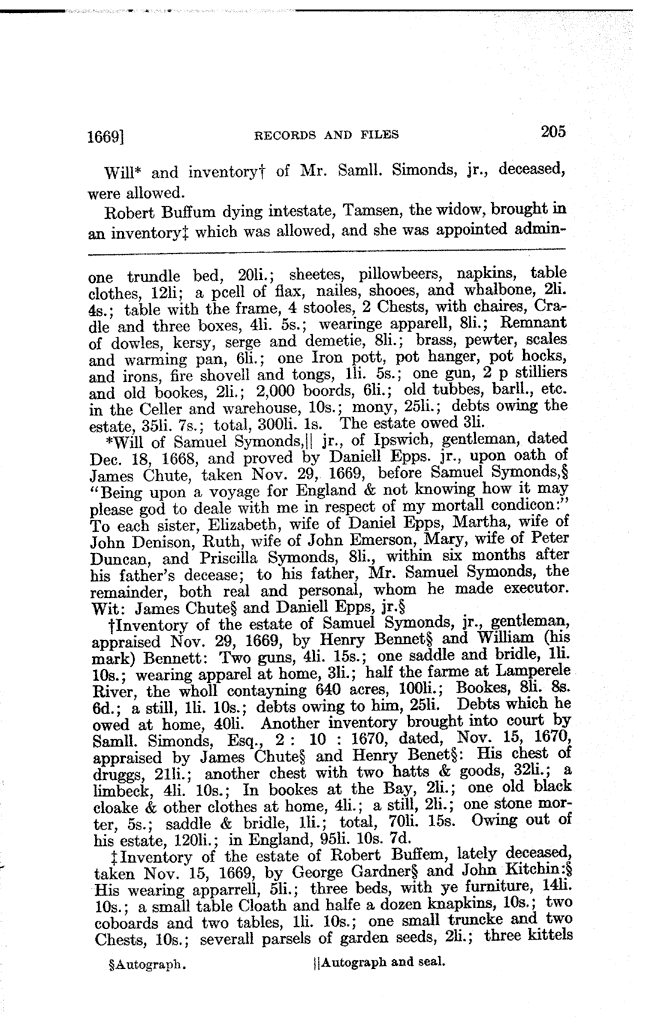 1669] RECORDS AND FILES 205
Will* and inventory† of Mr. Samll. Simonds, jr., deceased,
were allowed.
Robert Buffum dying intestate, Tamsen, the widow, brought in
an inventory‡ which was allowed, and she was appointed admin-
one trundle bed, 20li.; sheetes, pillowbeers, napkins, table
clothes, 12li; a pcell of flax, nailes, shooes, and whalbone, 2li.
4s.; table with the frame, 4 stooles, 2 Chests, with chaires, Cra-
dle and three boxes, 4li. 5s.; wearinge apparell, 8li.; Remnant
of dowles, kersy, serge and demetie, 8li.; brass, pewter, scales
and warming pan, 6li.; one Iron pott, pot hanger, pot hocks,
and irons, fire shovell and tongs, 1li. 5s.; one gun, 2 p stilliers
and old bookes, 2li.; 2,000 boords, 6li.; old tubbes, barll., etc.
in the Celler and warehouse, 10s.; mony, 25li.; debts owing the
estate, 35li. 7s.; total, 300li. 1s. The estate owed 3li.
*Will of Samuel Symonds,|| jr., of Ipswich, gentleman, dated
Dec. 18, 1668, and proved by Daniell Epps. jr., upon oath of
James Chute, taken Nov. 29, 1669, before Samuel Symonds,§
"Being upon a voyage for England & not knowing how it may
please god to deale with me in respect of my mortall condicon:"
To each sister, Elizabeth, wife of Daniel Epps, Martha, wife of
John Denison, Ruth, wife of John Emerson, Mary, wife of Peter
Duncan, and Priscilla Symonds, 8li., within six months after
his father's decease; to his father, Mr. Samuel Symonds, the
remainder, both real and personal, whom he made executor.
Wit: James Chute§ and Daniell Epps, jr.§
†Inventory of the estate of Samuel Symonds, jr., gentleman,
appraised Nov. 29, 1669, by Henry Bennet§ and William (his
mark) Bennett: Two guns, 4li. 15s.; one saddle and bridle, 1li.
10s.; wearing apparel at home, 3li.; half the farme at Lamperele
River, the wholl contayning 640 acres, 100li.; Bookes, 8li. 8s.
6d.; a still, 1li. 10s.; debts owing to him, 25li. Debts which he
owed at home, 40li. Another inventory brought into court by
Samll. Simonds, Esq., 2 : 10 : 1670, dated, Nov. 15, 1670,
appraised by James Chute§ and Henry Benet§: His chest of
druggs, 21li.; another chest with two hatts & goods, 32li.; a
limbeck, 4li. 10s.; In bookes at the Bay, 2li.; one old black
cloake & other clothes at home, 4li.; a still, 2li.; one stone mor-
ter, 5s.; saddle & bridle, 1li.; total, 70li. 15s. Owing out of
his estate, 120li.; in England, 95li. 10s. 7d.
‡Inventory of the estate of Robert Buffem, lately deceased,
taken Nov. 15, 1669, by George Gardner§ and John Kitchin:§
His wearing apparrell, 5li.; three beds, with ye furniture, 14li.
10s.; a small table Cloath and halfe a dozen knapkins, 10s.; two
coboards and two tables, 1li. 10s.; one small truncke and two
Chests, 10s.; severall parsels of garden seeds, 2li.; three kittels
§Autograph. ||Autograph and seal.